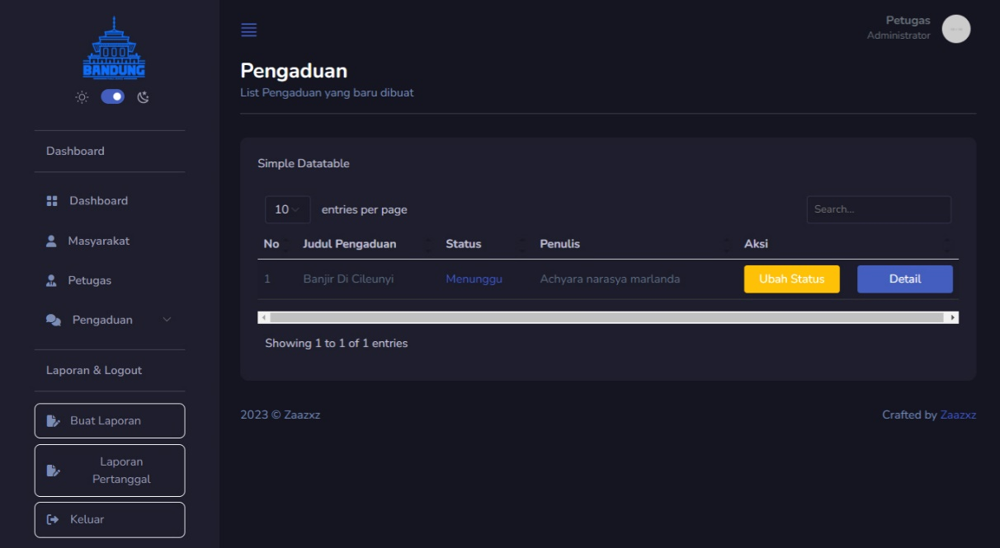 BANDUNG
Dashboard
Dashboard
Masyarakat
Petugas
Pengaduan
Laporan & Logout
Buat Laporan
Laporan
Pertanggal
Keluar
Petugas
Administrator
Pengaduan
List Pengaduan yang baru dibuat
Simple Datatable
10 entries per page Search...
No Judul Pengaduan Status Penulis Aksi
1 Banjir Di Cileunyi Menunggu Achyara narasya marlanda Ubah Status Detail
Showing 1 to 1 of 1 entries
2023 © Zaazxz Crafted by Zaazxz